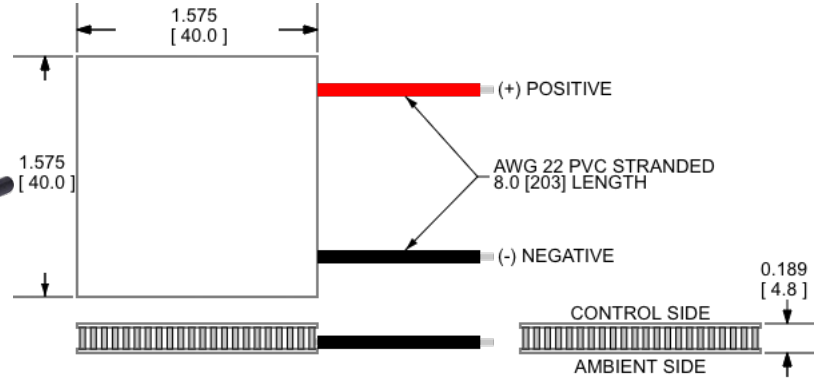 1.575
[ 40.0 ]
(+) POSITIVE
1.575
[ 40.0 ]
AWG 22 PVC STRANDED
8.0 [203] LENGTH
(-) NEGATIVE
0.189
[ 4.8 ]
CONTROL SIDE
AMBIENT SIDE